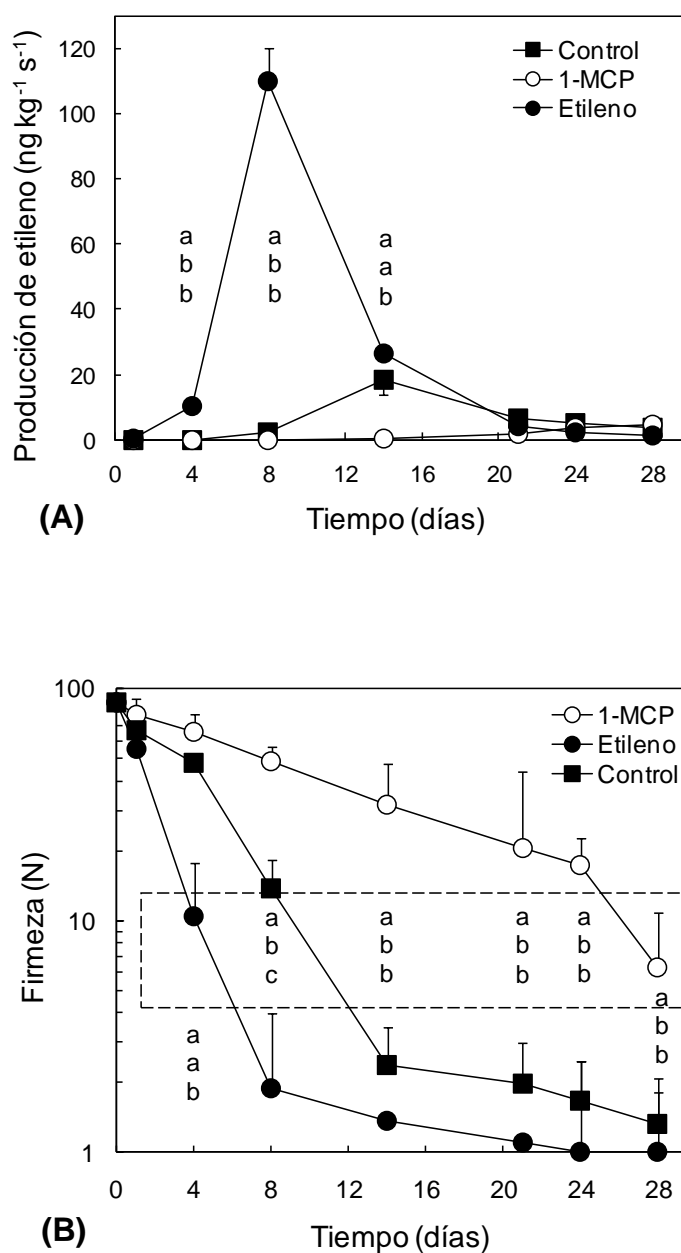 Producción de etileno (ng kg⁻¹ s⁻¹)
120
100
80
60
40
20
0
Control
1-MCP
Etileno
a a a
b b a
b b b
0 4 8 12 16 20 24 28
(A)
Tiempo (días)
Firmeza (N)
100
10
1
1-MCP
Etileno
Control
a a a a
b b b b
c b b b
a
b
b
a
a
b
0 4 8 12 16 20 24 28
(B)
Tiempo (días)